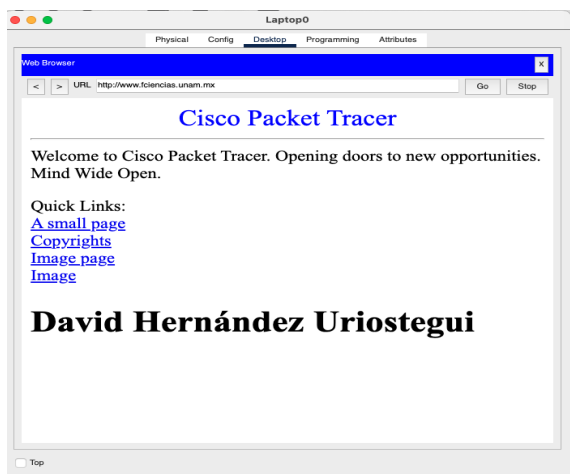 Laptop0
Physical Config Desktop Programming Attributes
Web Browser X
< > URL http://www.fciencias.unam.mx Go Stop
Cisco Packet Tracer
Welcome to Cisco Packet Tracer. Opening doors to new opportunities.
Mind Wide Open.
Quick Links:
A small page
Copyrights
Image page
Image
David Hernández Uriostegui
Top